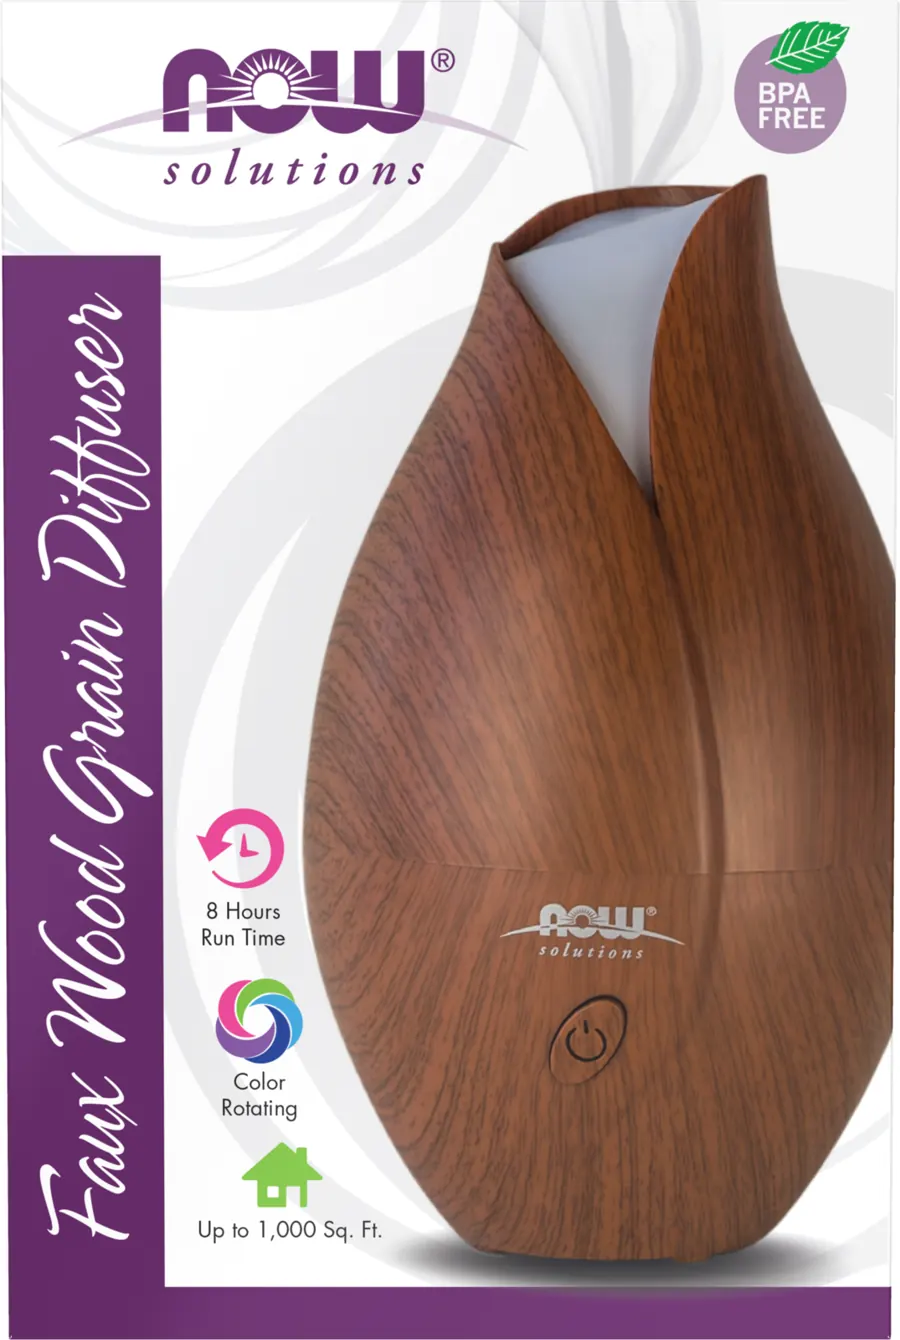 NOW®
solutions
BPA
FREE
Faux Wood Grain Diffuser
8 Hours
Run Time
Color
Rotating
Up to 1,000 Sq. Ft.
NOW®
solutions